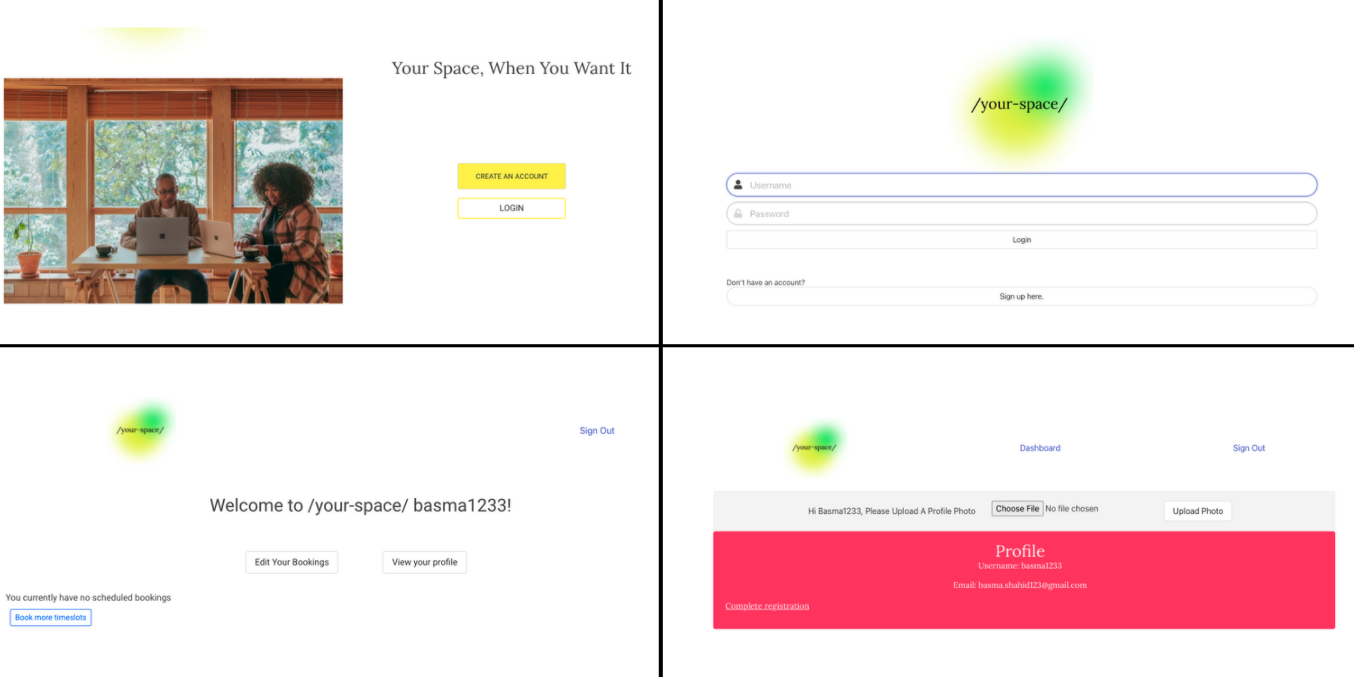 Your Space, When You Want It
CREATE AN ACCOUNT
LOGIN
/your-space/
Username
Password
Login
Don't have an account?
Sign up here.
/your-space/
Sign Out
Welcome to /your-space/ basma1233!
Edit Your Bookings
View your profile
You currently have no scheduled bookings
Book more timeslots
/your-space/
Dashboard
Sign Out
Hi Basma1233, Please Upload A Profile Photo
Choose File No file chosen
Upload Photo
Profile
Username: basma1233
Email: basma.shahid123@gmail.com
Complete registration